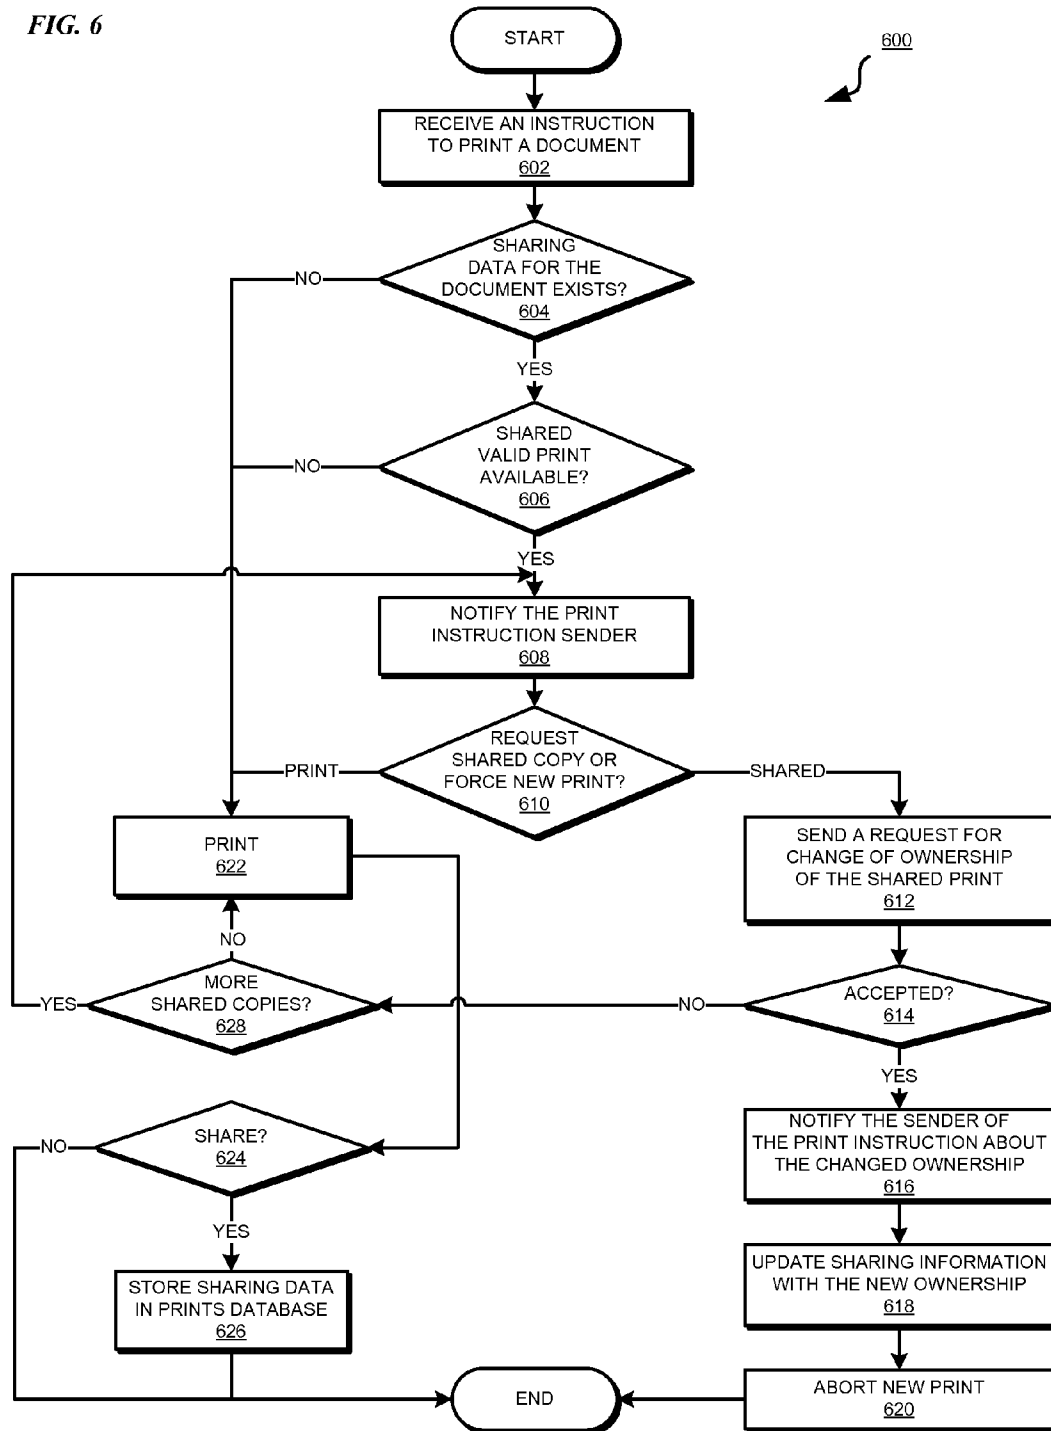 FIG. 6
START
600
RECEIVE AN INSTRUCTION
TO PRINT A DOCUMENT
602
SHARING
DATA FOR THE
DOCUMENT EXISTS?
604
NO
YES
SHARED
VALID PRINT
AVAILABLE?
606
NO
YES
NOTIFY THE PRINT
INSTRUCTION SENDER
608
REQUEST
SHARED COPY OR
FORCE NEW PRINT?
610
PRINT
SHARED
PRINT
622
SEND A REQUEST FOR
CHANGE OF OWNERSHIP
OF THE SHARED PRINT
612
NO
MORE
SHARED COPIES?
628
YES
NO
ACCEPTED?
614
YES
SHARE?
624
NO
YES
NOTIFY THE SENDER OF
THE PRINT INSTRUCTION ABOUT
THE CHANGED OWNERSHIP
616
STORE SHARING DATA
IN PRINTS DATABASE
626
UPDATE SHARING INFORMATION
WITH THE NEW OWNERSHIP
618
END
ABORT NEW PRINT
620